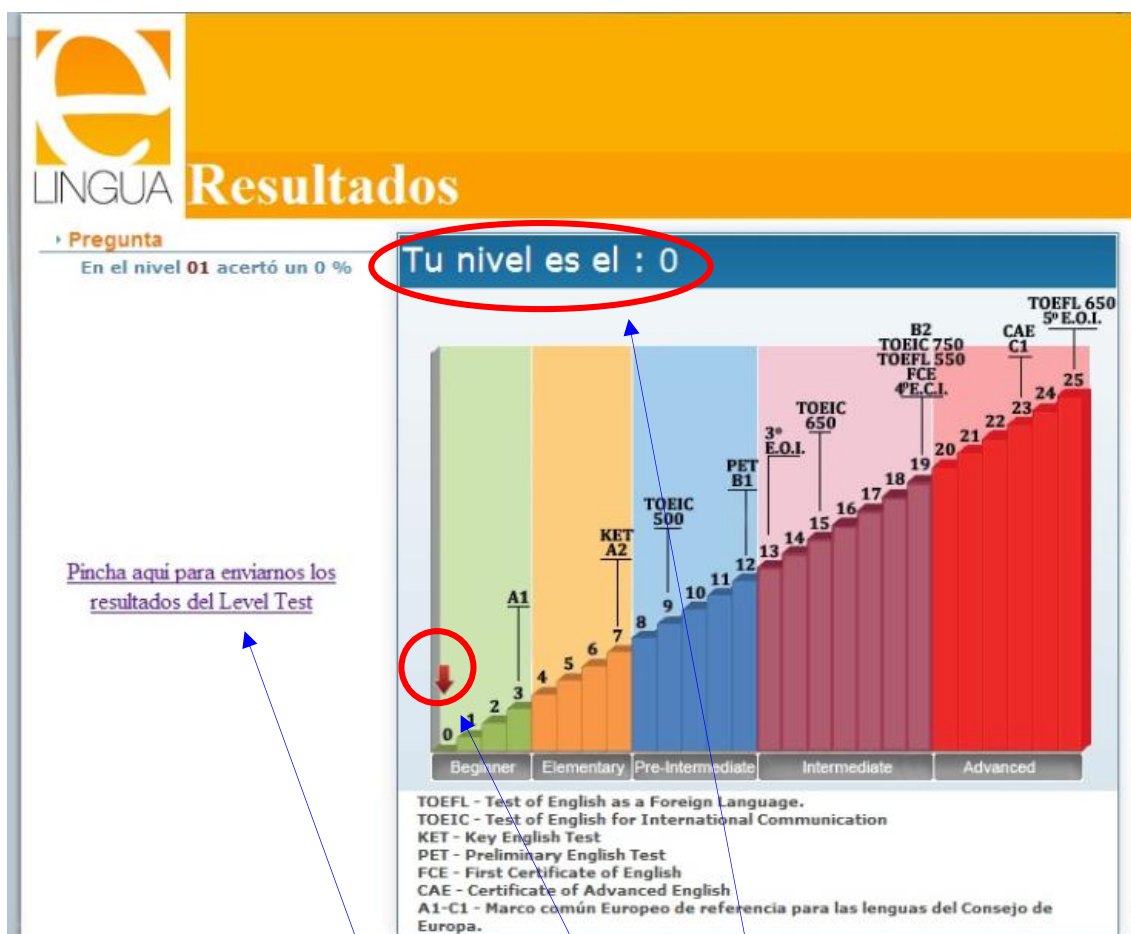 e
LINGUA
Resultados
Pregunta
En el nivel 01 acertó un 0 %
Pincha aquí para enviarnos los
resultados del Level Test
Tu nivel es el : 0
TOEFL 650
5º E.O.I.
CAE
C1
B2
TOEIC 750
TOEFL 550
FCE
4ºE.C.I.
TOEIC
650
3º
E.O.I.
PET
B1
TOEIC
500
KET
A2
A1
0 1 2 3 4 5 6 7 8 9 10 11 12 13 14 15 16 17 18 19 20 21 22 23 24 25
Beginner Elementary Pre-Intermediate Intermediate Advanced
TOEFL - Test of English as a Foreign Language.
TOEIC - Test of English for International Communication
KET - Key English Test
PET - Preliminary English Test
FCE - First Certificate of English
CAE - Certificate of Advanced English
A1-C1 - Marco común Europeo de referencia para las lenguas del Consejo de
Europa.